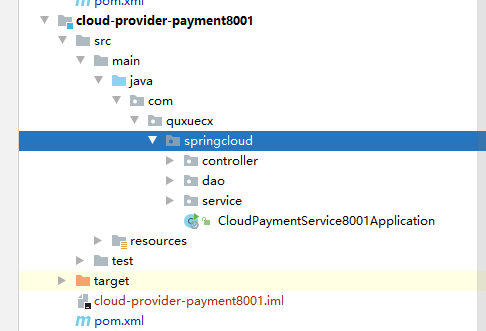 pom.xml
cloud-provider-payment8001
src
main
java
com
quxuecx
springcloud
controller
dao
service
CloudPaymentService8001Application
resources
test
target
cloud-provider-payment8001.iml
pom.xml